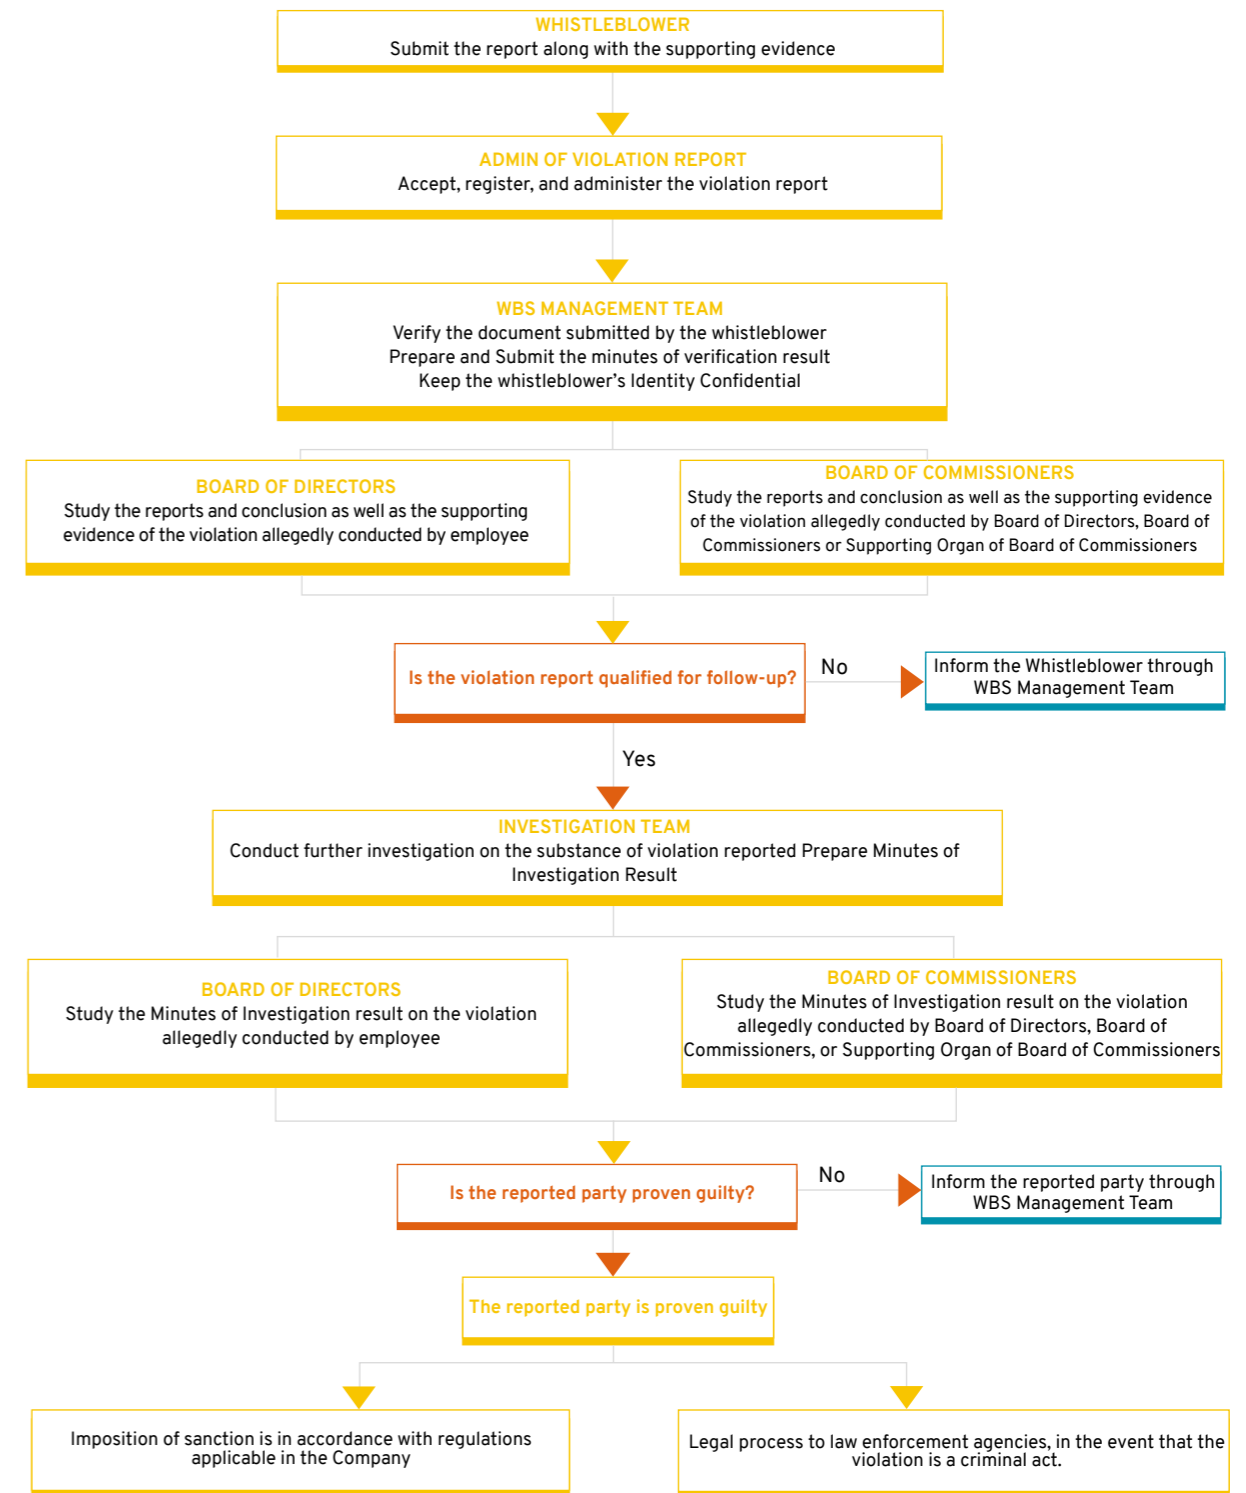 WHISTLEBLOWER
Submit the report along with the supporting evidence
ADMIN OF VIOLATION REPORT
Accept, register, and administer the violation report
WBS MANAGEMENT TEAM
Verify the document submitted by the whistleblower
Prepare and Submit the minutes of verification result
Keep the whistleblower's Identity Confidential
BOARD OF DIRECTORS
Study the reports and conclusion as well as the supporting
evidence of the violation allegedly conducted by employee
BOARD OF COMMISSIONERS
Study the reports and conclusion as well as the supporting evidence
of the violation allegedly conducted by Board of Directors, Board of
Commissioners or Supporting Organ of Board of Commissioners
Is the violation report qualified for follow-up?
No
Inform the Whistleblower through
WBS Management Team
Yes
INVESTIGATION TEAM
Conduct further investigation on the substance of violation reported Prepare Minutes of
Investigation Result
BOARD OF DIRECTORS
Study the Minutes of Investigation result on the violation
allegedly conducted by employee
BOARD OF COMMISSIONERS
Study the Minutes of Investigation result on the violation
allegedly conducted by Board of Directors, Board of
Commissioners, or Supporting Organ of Board of Commissioners
Is the reported party proven guilty?
No
Inform the reported party through
WBS Management Team
The reported party is proven guilty
Imposition of sanction is in accordance with regulations
applicable in the Company
Legal process to law enforcement agencies, in the event that the
violation is a criminal act.